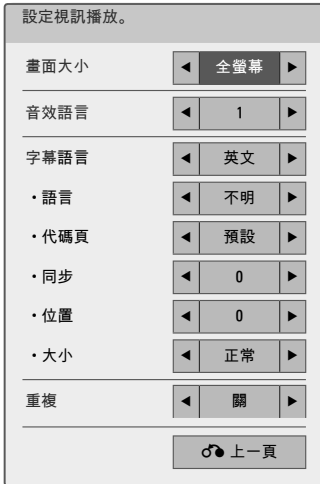 設定視訊播放。
畫面大小 ◀ 全螢幕 ▶
音效語言 ◀ 1 ▶
字幕語言 ◀ 英文 ▶
・語言 ◀ 不明 ▶
・代碼頁 ◀ 預設 ▶
・同步 ◀ 0 ▶
・位置 ◀ 0 ▶
・大小 ◀ 正常 ▶
重複 ◀ 關 ▶
上一頁